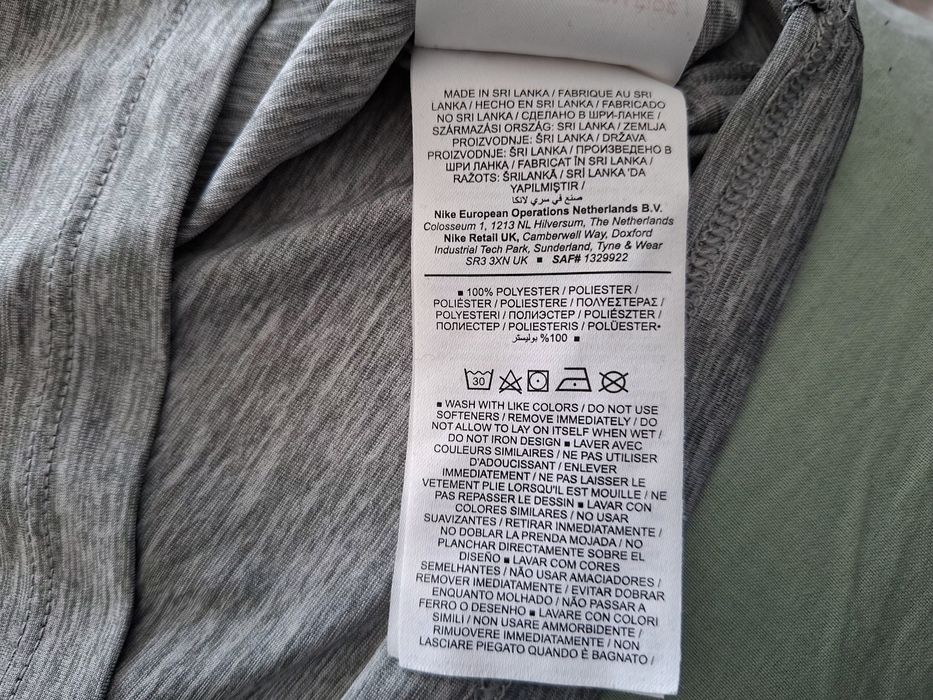 MADE IN SRI LANKA / FABRIQUE AU SRI
LANKA / HECHO EN SRI LANKA / FABRICADO
NO SRI LANKA / СДЕЛАНО В ШРИ-ЛАНКЕ /
SZÁRMAZÁSI ORSZÁG: SRI LANKA / ZEMLJA
PROIZVODNJE: ŠRI LANKA / DRŽAVA
PROIZVODNJE: ŠRI LANKA / ПРОИЗВЕДЕНО В
ШРИ ЛАНКА / FABRICAT ÎN SRI LANKA /
RAŽOTS: ŠRILANKĀ / SRİ LANKA 'DA
YAPILMIŞTIR /
صنع في سري لانكا
Nike European Operations Netherlands B.V.
Colosseum 1, 1213 NL Hilversum, The Netherlands
Nike Retail UK, Camberwell Way, Doxford
Industrial Tech Park, Sunderland, Tyne & Wear
SR3 3XN UK ■ SAF# 1329922
■ 100% POLYESTER / POLIESTER /
POLIÉSTER / POLIESTERE / ΠΟΛΥΕΣΤΕΡΑΣ /
POLYESTERI / ПОЛИЭСТЕР / POLIÉSZTER /
ПОЛИЕСТЕР / POLIESTERIS / POLÜESTER•
%100 بوليستر ■
30
■ WASH WITH LIKE COLORS / DO NOT USE
SOFTENERS / REMOVE IMMEDIATELY / DO
NOT ALLOW TO LAY ON ITSELF WHEN WET /
DO NOT IRON DESIGN ■ LAVER AVEC
COULEURS SIMILAIRES / NE PAS UTILISER
D'ADOUCISSANT / ENLEVER
IMMEDIATEMENT / NE PAS LAISSER LE
VETEMENT PLIE LORSQU'IL EST MOUILLE / NE
PAS REPASSER LE DESSIN ■ LAVAR CON
COLORES SIMILARES / NO USAR
SUAVIZANTES / RETIRAR INMEDIATAMENTE /
NO DOBLAR LA PRENDA MOJADA / NO
PLANCHAR DIRECTAMENTE SOBRE EL
DISEÑO ■ LAVAR COM CORES
SEMELHANTES / NÃO USAR AMACIADORES /
REMOVER IMEDIATAMENTE / EVITAR DOBRAR
ENQUANTO MOLHADO / NÃO PASSAR A
FERRO O DESENHO ■ LAVARE CON COLORI
SIMILI / NON USARE AMMORBIDENTE /
RIMUOVERE IMMEDIATAMENTE / NON
LASCIARE PIEGATO QUANDO È BAGNATO /